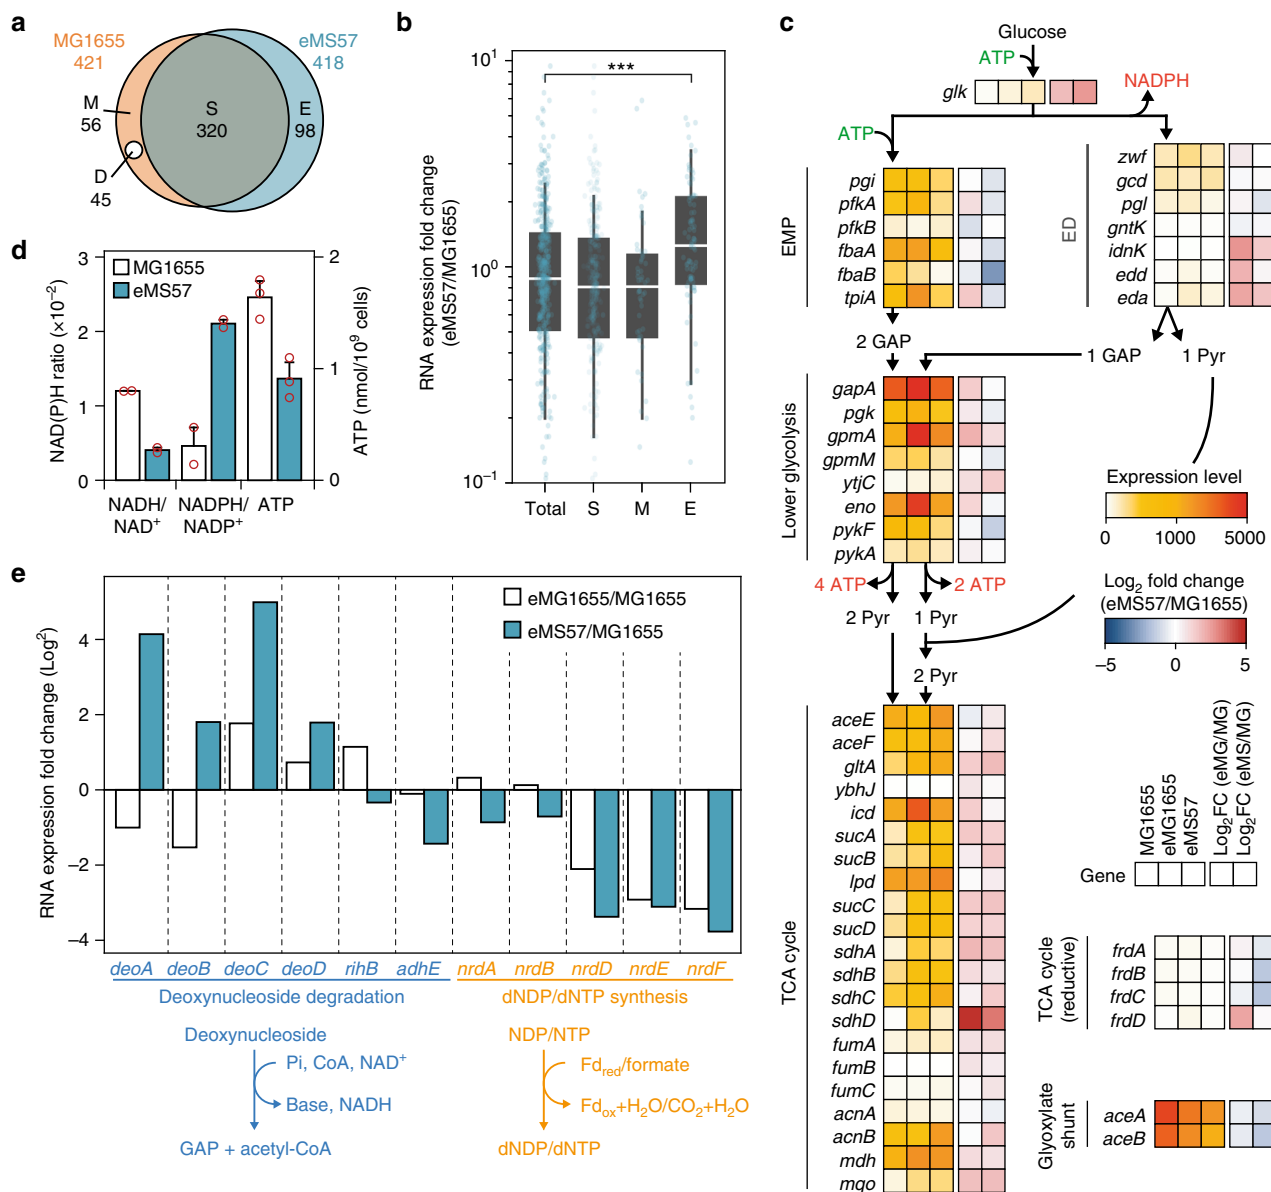 a
MG1655
421
eMS57
418
M
56
S
320
E
98
D
45
b
RNA expression fold change
(eMS57/MG1655)
10¹
10⁰
10⁻¹
***
Total
S
M
E
c
Glucose
ATP
glk
NADPH
ATP
EMP
pgi
pfkA
pfkB
fbaA
fbaB
tpiA
ED
zwf
gcd
pgl
gntK
idnK
edd
eda
2 GAP
1 GAP
1 Pyr
Lower glycolysis
gapA
pgk
gpmA
gpmM
ytjC
eno
pykF
pykA
Expression level
0
1000
5000
4 ATP
2 ATP
2 Pyr
1 Pyr
2 Pyr
Log₂ fold change
(eMS57/MG1655)
−5
0
5
TCA cycle
aceE
aceF
gltA
ybhJ
icd
sucA
sucB
lpd
sucC
sucD
sdhA
sdhB
sdhC
sdhD
fumA
fumB
fumC
acnA
acnB
mdh
mqo
MG1655
eMG1655
eMS57
Log₂FC (eMG/MG)
Log₂FC (eMS/MG)
Gene
TCA cycle
(reductive)
frdA
frdB
frdC
frdD
Glyoxylate
shunt
aceA
aceB
d
NAD(P)H ratio (×10⁻²)
3
2
1
0
MG1655
eMS57
2
1
0
ATP (nmol/10⁹ cells)
NADH/
NAD⁺
NADPH/
NADP⁺
ATP
e
RNA expression fold change (Log²)
4
2
0
−2
−4
eMG1655/MG1655
eMS57/MG1655
deoA
deoB
deoC
deoD
rihB
adhE
nrdA
nrdB
nrdD
nrdE
nrdF
Deoxynucleoside degradation
dNDP/dNTP synthesis
Deoxynucleoside
Pi, CoA, NAD⁺
Base, NADH
GAP + acetyl-CoA
NDP/NTP
Fd_red/formate
Fd_ox+H₂O/CO₂+H₂O
dNDP/dNTP